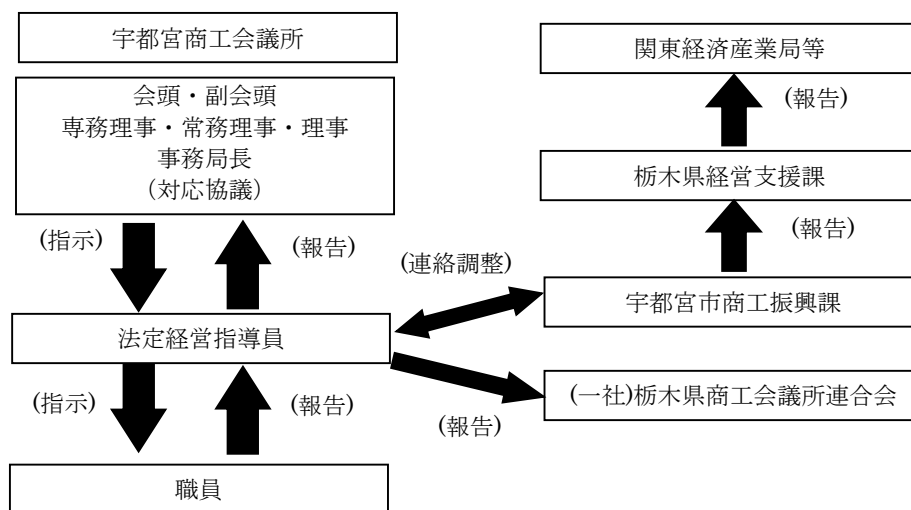 宇都宮商工会議所
会頭・副会頭
専務理事・常務理事・理事
事務局長
（対応協議）
(指示)
(報告)
法定経営指導員
(指示)
(報告)
職員
(連絡調整)
(報告)
関東経済産業局等
(報告)
栃木県経営支援課
(報告)
宇都宮市商工振興課
(一社)栃木県商工会議所連合会